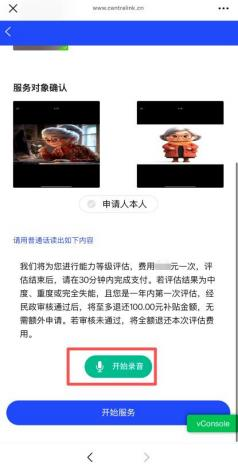 www.centralink.cn
服务对象确认
申请人本人
请用普通话读出如下内容
我们将为您进行能力等级评估，费用元一次，评
估结束后，请在30分钟内完成支付。若评估结果为中
度、重度或完全失能，且您是一年内第一次评估，经
民政审核通过后，将至多退还100.00元补贴金额，无
需额外申请。若审核未通过，将全额退还本次评估费
用。
开始录音
开始服务
vConsole